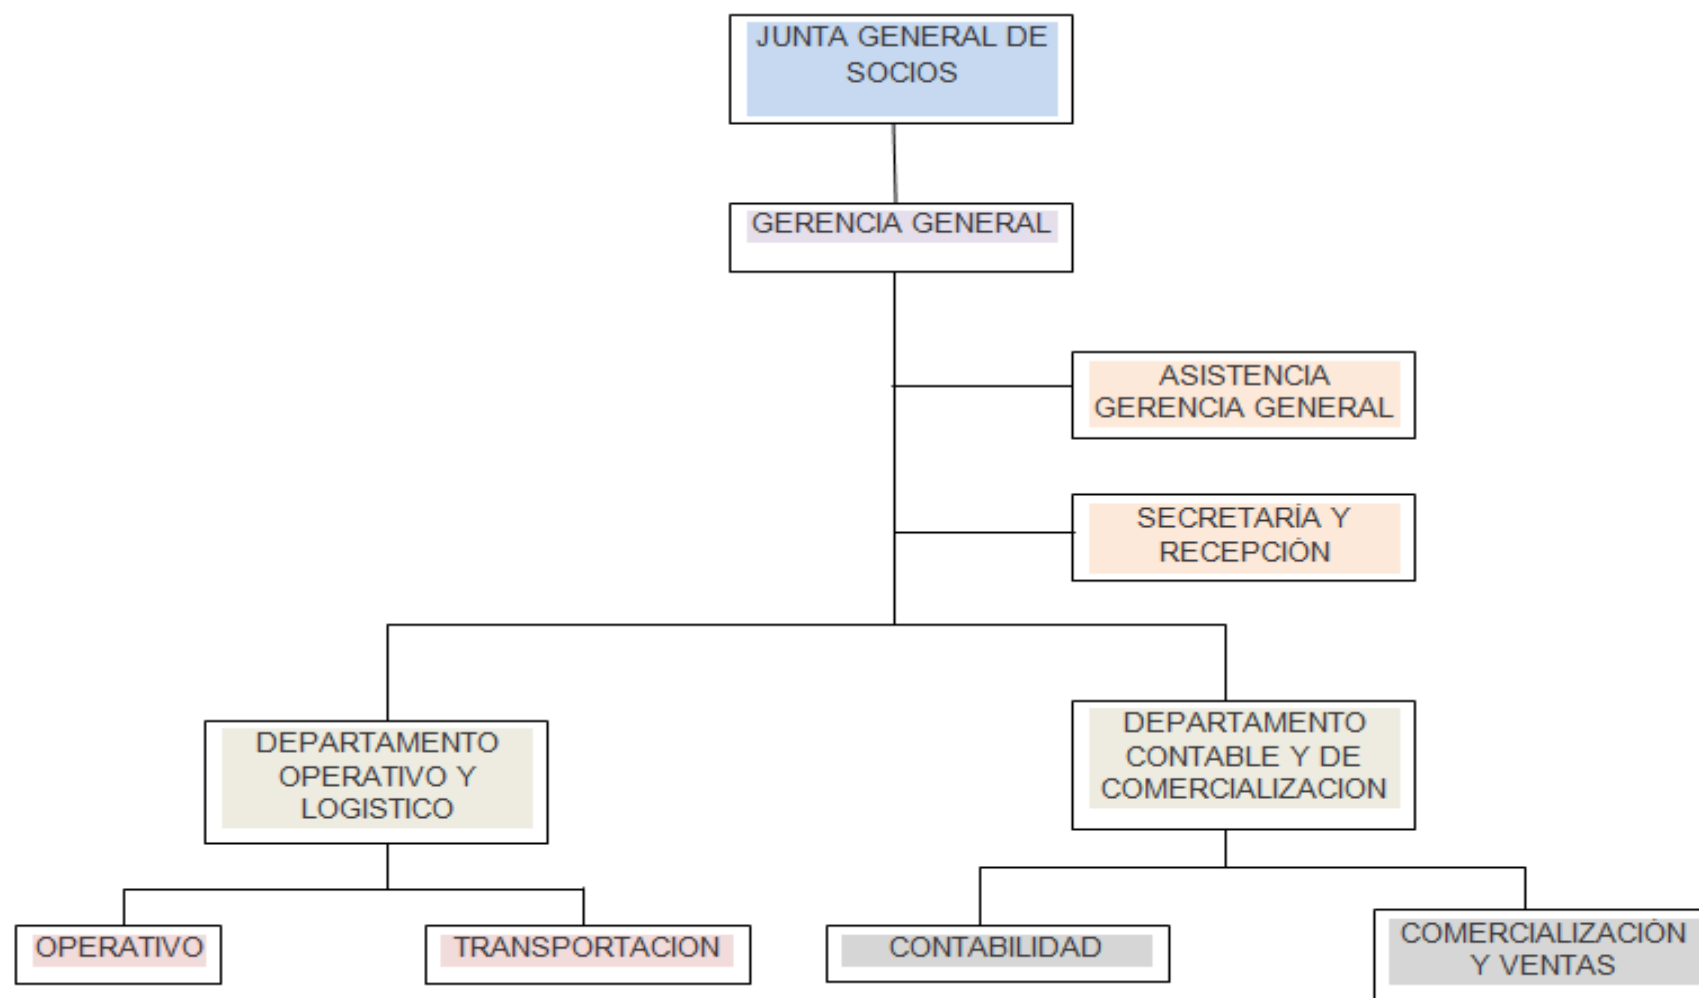 JUNTA GENERAL DE
SOCIOS
GERENCIA GENERAL
ASISTENCIA
GERENCIA GENERAL
SECRETARÍA Y
RECEPCIÓN
DEPARTAMENTO
OPERATIVO Y
LOGISTICO
DEPARTAMENTO
CONTABLE Y DE
COMERCIALIZACION
OPERATIVO
TRANSPORTACION
CONTABILIDAD
COMERCIALIZACIÓN
Y VENTAS